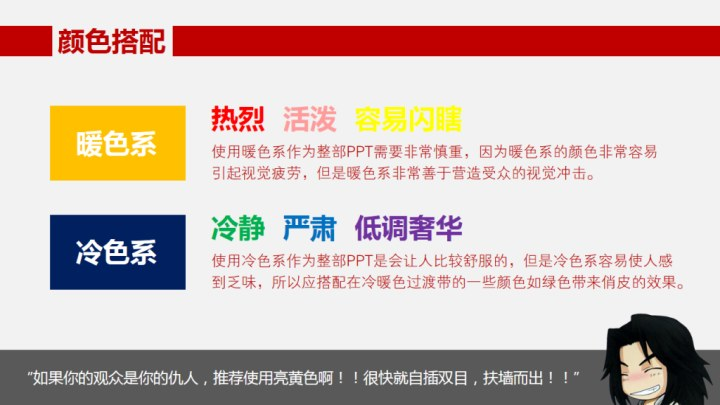 颜色搭配
暖色系
热烈 活泼 容易闪瞎
使用暖色系作为整部PPT需要非常慎重，因为暖色系的颜色非常容易
引起视觉疲劳，但是暖色系非常善于营造受众的视觉冲击。
冷色系
冷静 严肃 低调奢华
使用冷色系作为整部PPT是会让人比较舒服的，但是冷色系容易使人感
到乏味，所以应搭配在冷暖色过渡带的一些颜色如绿色带来俏皮的效果。
“如果你的观众是你的仇人，推荐使用亮黄色啊！！很快就自插双目，扶墙而出！！”